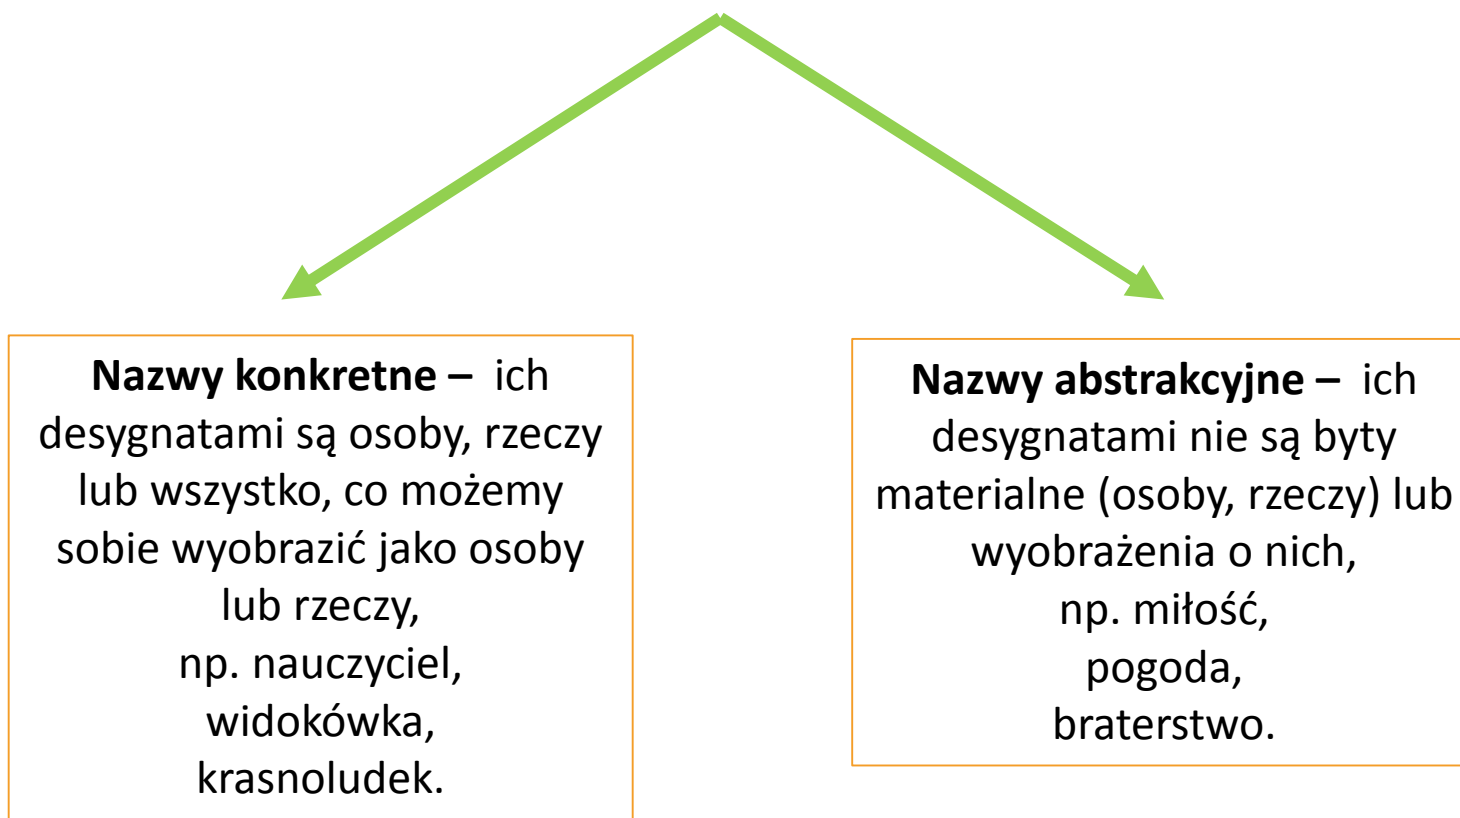 Nazwy konkretne – ich
desygnatami są osoby, rzeczy
lub wszystko, co możemy
sobie wyobrazić jako osoby
lub rzeczy,
np. nauczyciel,
widokówka,
krasnoludek.
Nazwy abstrakcyjne – ich
desygnatami nie są byty
materialne (osoby, rzeczy) lub
wyobrażenia o nich,
np. miłość,
pogoda,
braterstwo.